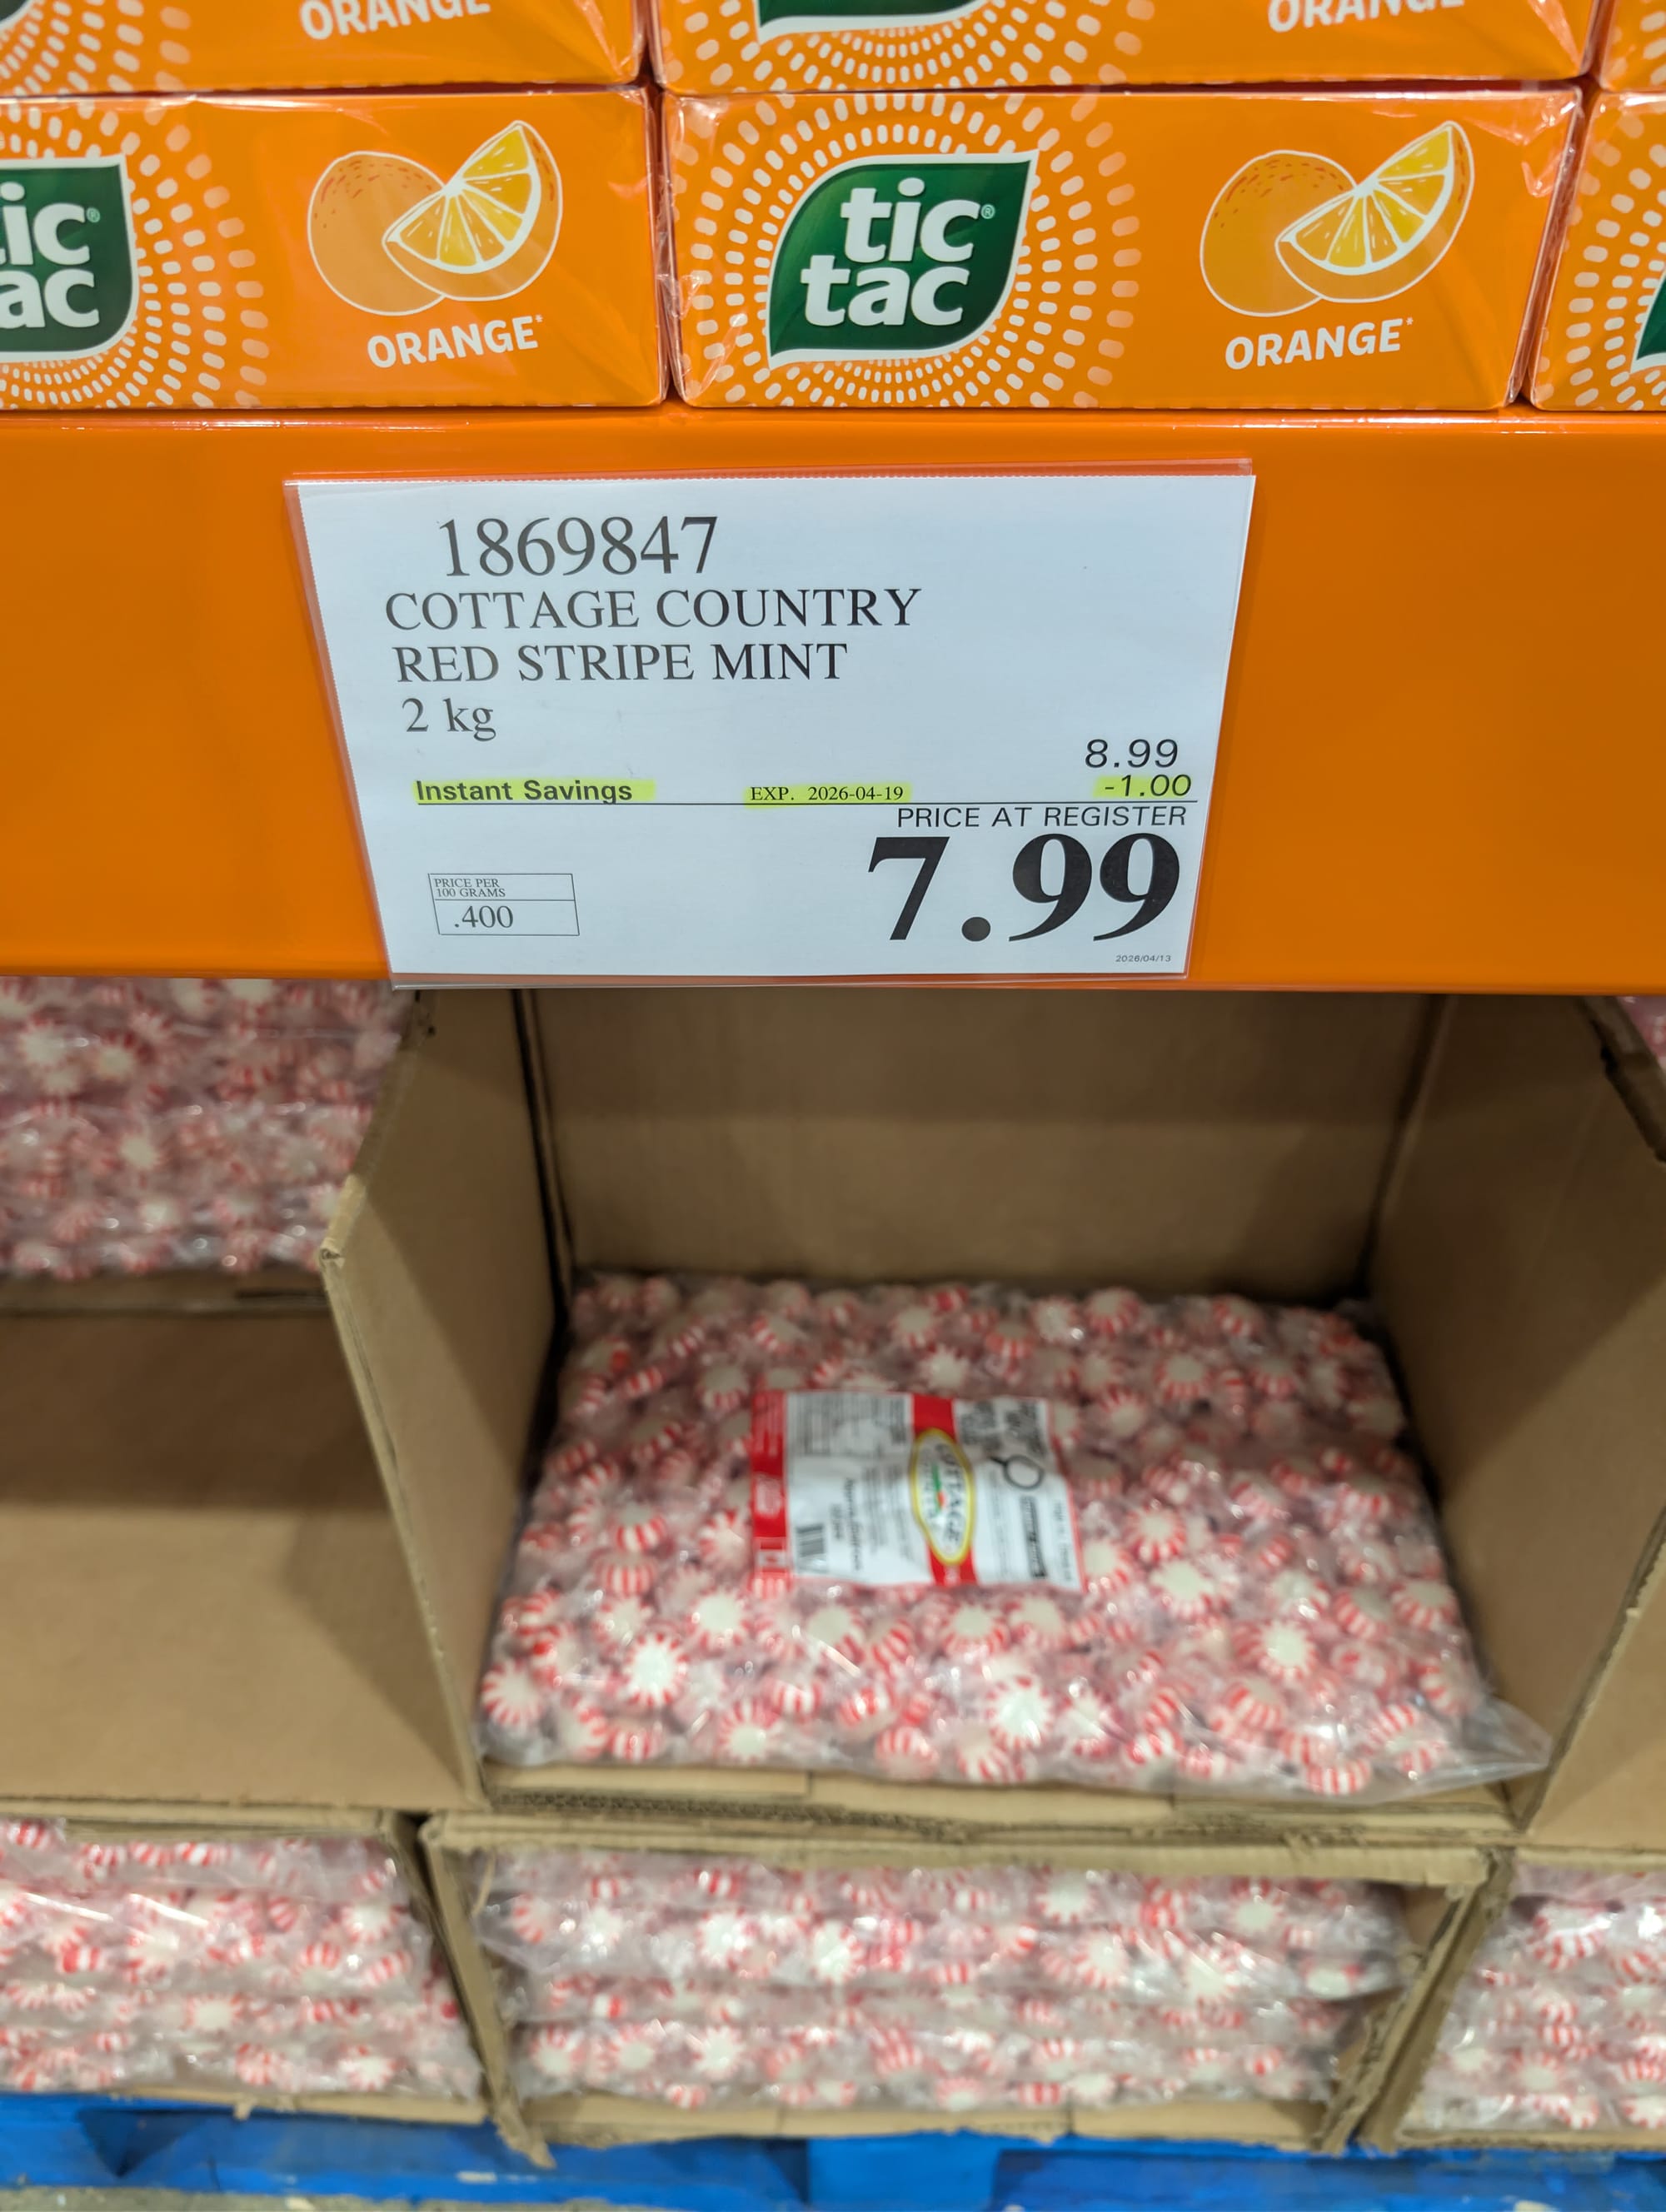 ORANGE
ORANGE
tic
tac
ORANGE*
tic®
tac
ORANGE*
1869847
COTTAGE COUNTRY
RED STRIPE MINT
2 kg
8.99
Instant Savings EXP. 2026-04-19 -1.00
PRICE AT REGISTER
7.99
PRICE PER
100 GRAMS
.400
2026/04/13
COTTAGE